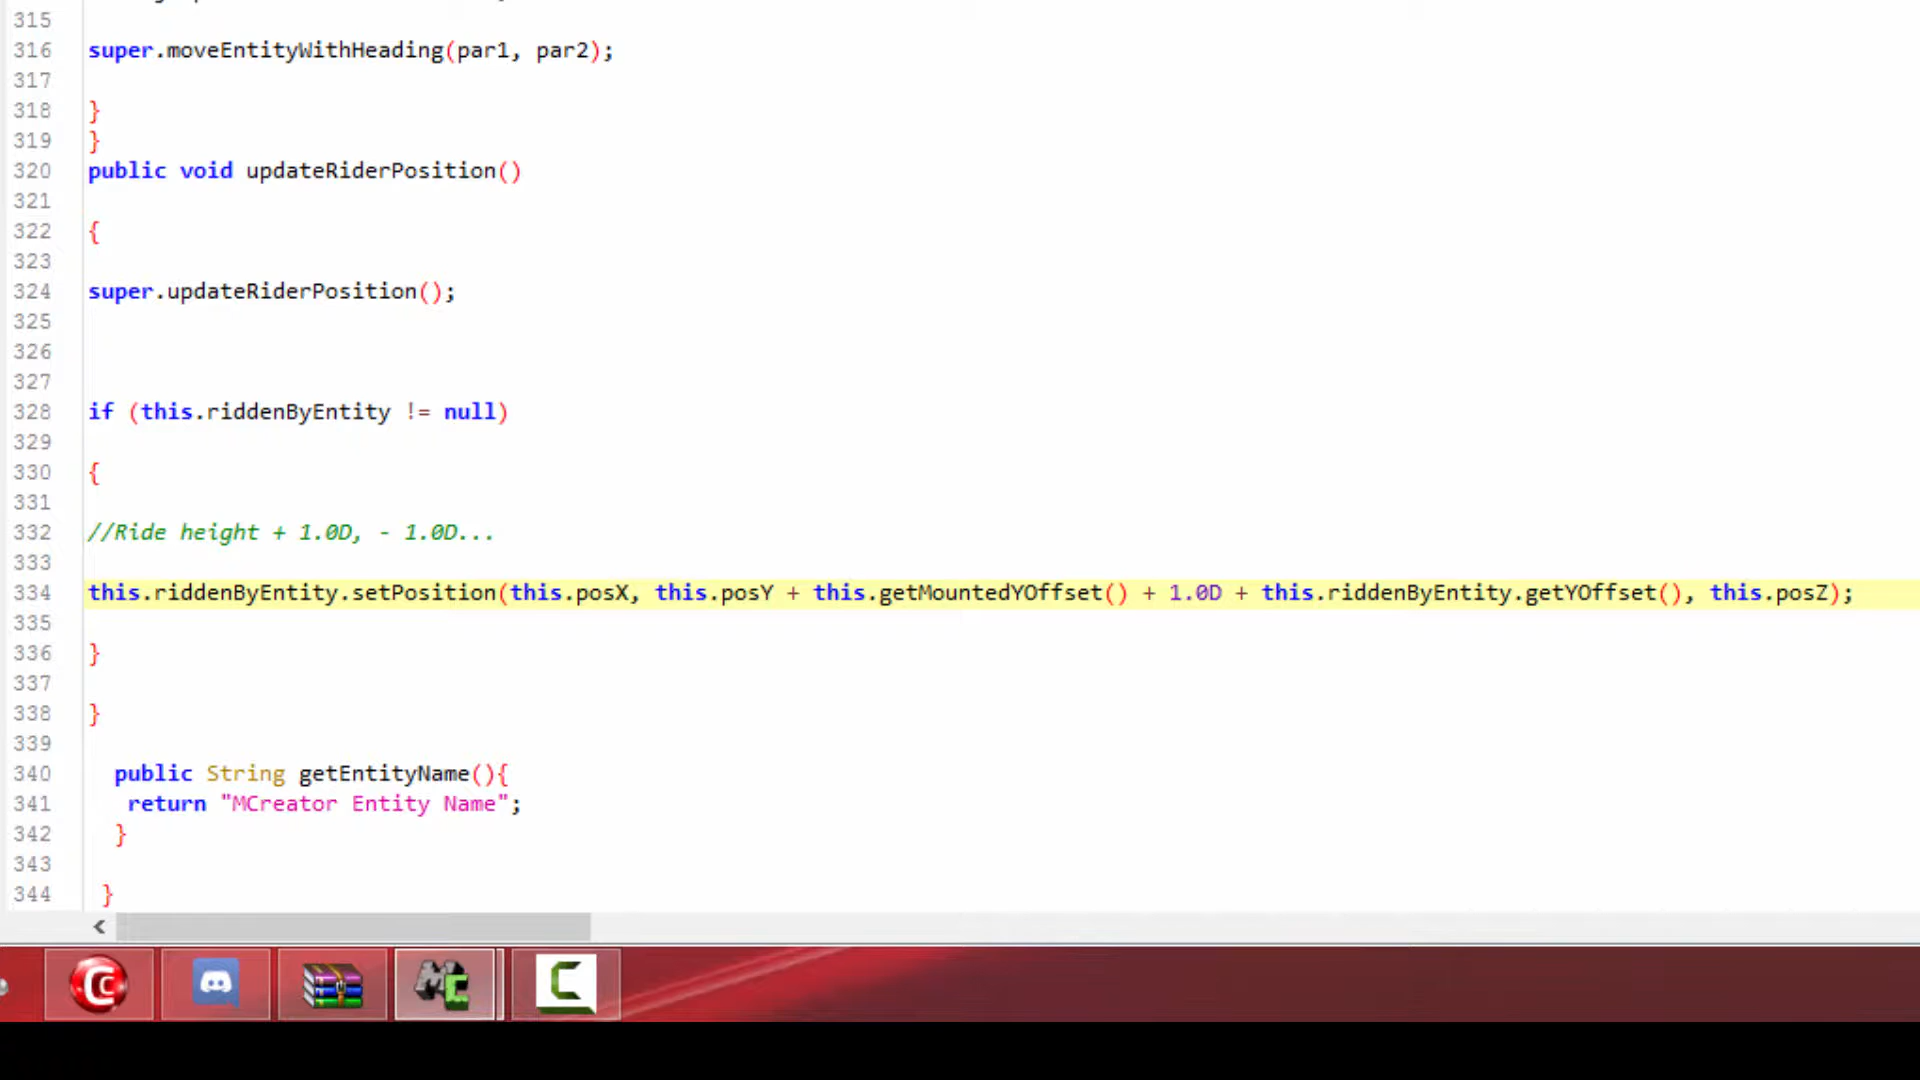 315
316 super.moveEntityWithHeading(par1, par2);
317
318 }
319 }
320 public void updateRiderPosition()
321
322 {
323
324 super.updateRiderPosition();
325
326
327
328 if (this.riddenByEntity != null)
329
330 {
331
332 //Ride height + 1.0D, - 1.0D...
333
334 this.riddenByEntity.setPosition(this.posX, this.posY + this.getMountedYOffset() + 1.0D + this.riddenByEntity.getYOffset(), this.posZ);
335
336 }
337
338 }
339
340 public String getEntityName(){
341 return "MCreator Entity Name";
342 }
343
344 }